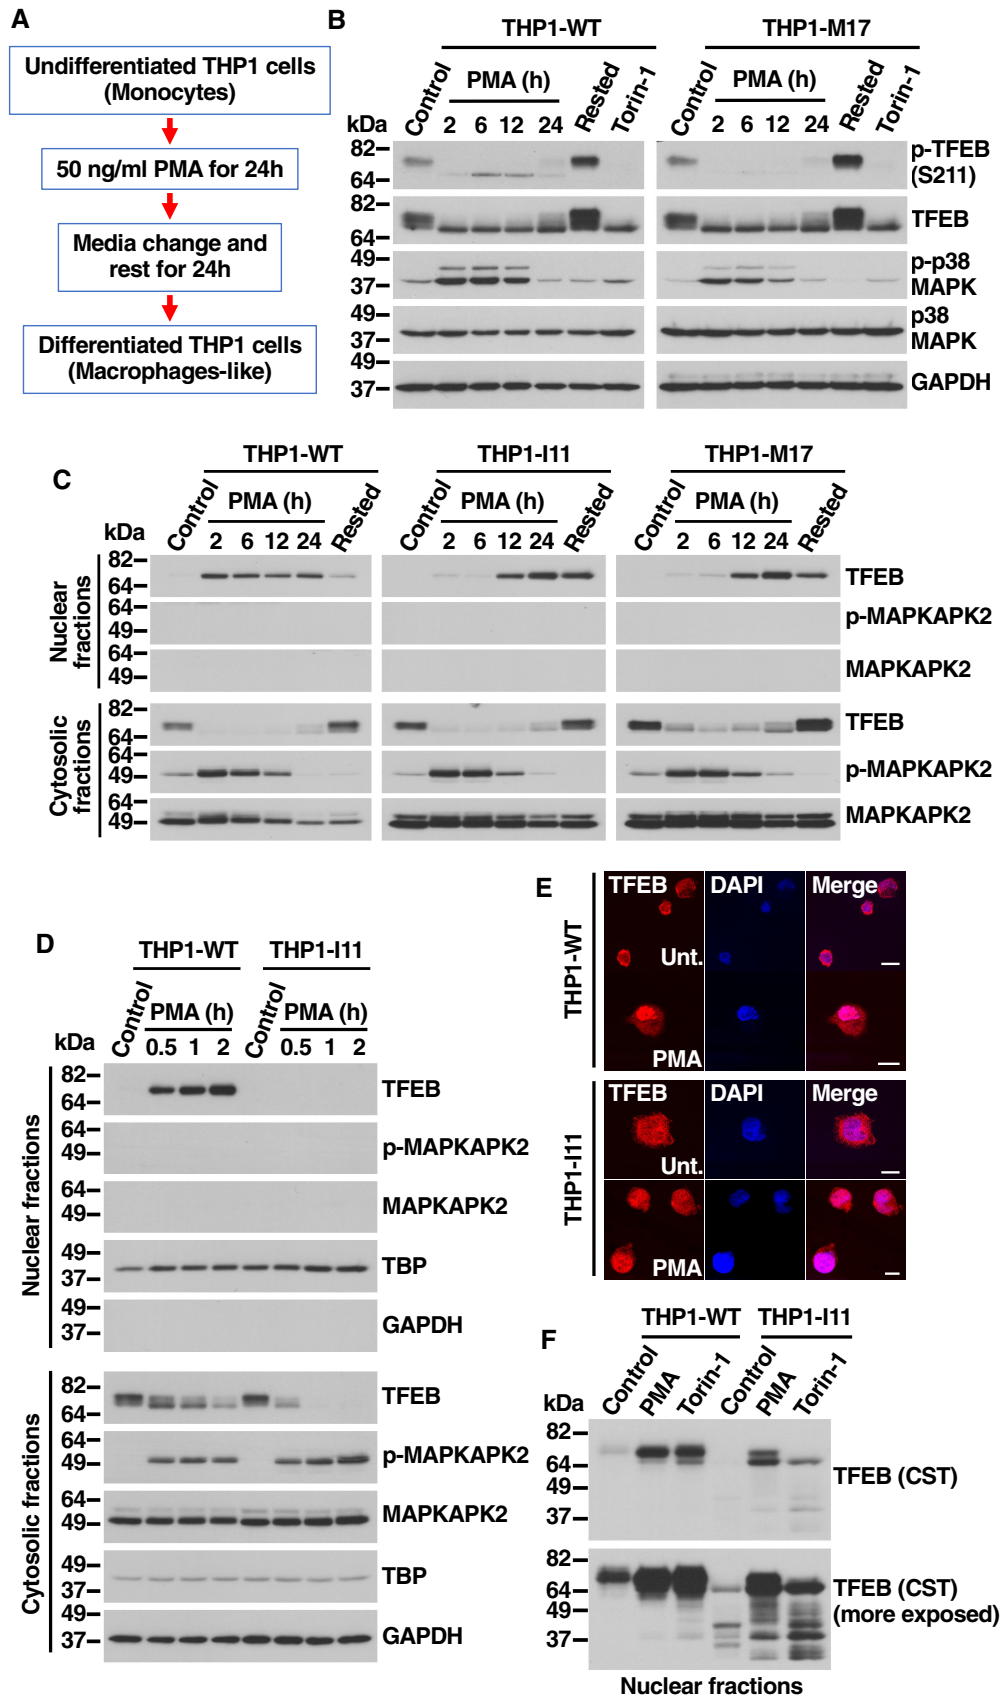 A
Undifferentiated THP1 cells
(Monocytes)
50 ng/ml PMA for 24h
Media change and
rest for 24h
Differentiated THP1 cells
(Macrophages-like)
B
THP1-WT THP1-M17
Control PMA (h) Rested Torin-1 Control PMA (h) Rested Torin-1
kDa 2 6 12 24 2 6 12 24
82
64
p-TFEB
(S211)
82
64
TFEB
49
37
p-p38
MAPK
49
37
p38
MAPK
49
37
GAPDH
C
THP1-WT THP1-I11 THP1-M17
Control PMA (h) Rested Control PMA (h) Rested Control PMA (h) Rested
kDa 2 6 12 24 2 6 12 24 2 6 12 24
Nuclear
fractions
82
64
TFEB
64
49
p-MAPKAPK2
64
49
MAPKAPK2
Cytosolic
fractions
82
64
TFEB
64
49
p-MAPKAPK2
64
49
MAPKAPK2
D
THP1-WT THP1-I11
Control PMA (h) Control PMA (h)
kDa 0.5 1 2 0.5 1 2
Nuclear fractions
82
64
TFEB
64
49
p-MAPKAPK2
64
49
MAPKAPK2
49
37
TBP
49
37
GAPDH
Cytosolic fractions
82
64
TFEB
64
49
p-MAPKAPK2
64
49
MAPKAPK2
49
37
TBP
49
37
GAPDH
E
THP1-WT
TFEB DAPI Merge
Unt.
PMA
THP1-I11
TFEB DAPI Merge
Unt.
PMA
F
THP1-WT THP1-I11
Control PMA Torin-1 Control PMA Torin-1
kDa
82
64
49
37
TFEB (CST)
82
64
49
37
TFEB (CST)
(more exposed)
Nuclear fractions